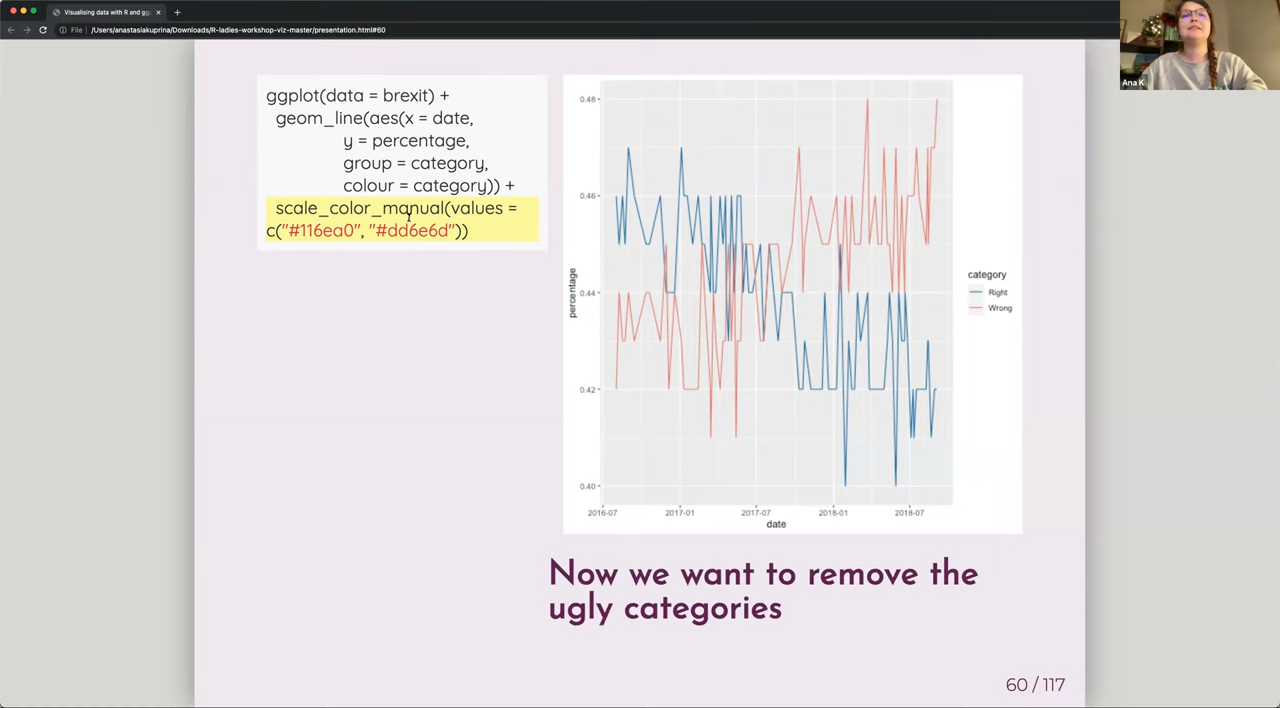 Visualising data with R and gg
File
/Users/anastasiakuprina/Downloads/R-ladies-workshop-viz-master/presentation.html#60
Ana K
ggplot(data = brexit) +
geom_line(aes(x = date,
y = percentage,
group = category,
colour = category)) +
scale_color_manual(values =
c("#116ea0", "#dd6e6d"))
0.48
0.46
0.44
0.42
0.40
percentage
2016-07 2017-01 2017-07 2018-01 2018-07
date
category
Right
Wrong
Now we want to remove the
ugly categories
60 / 117